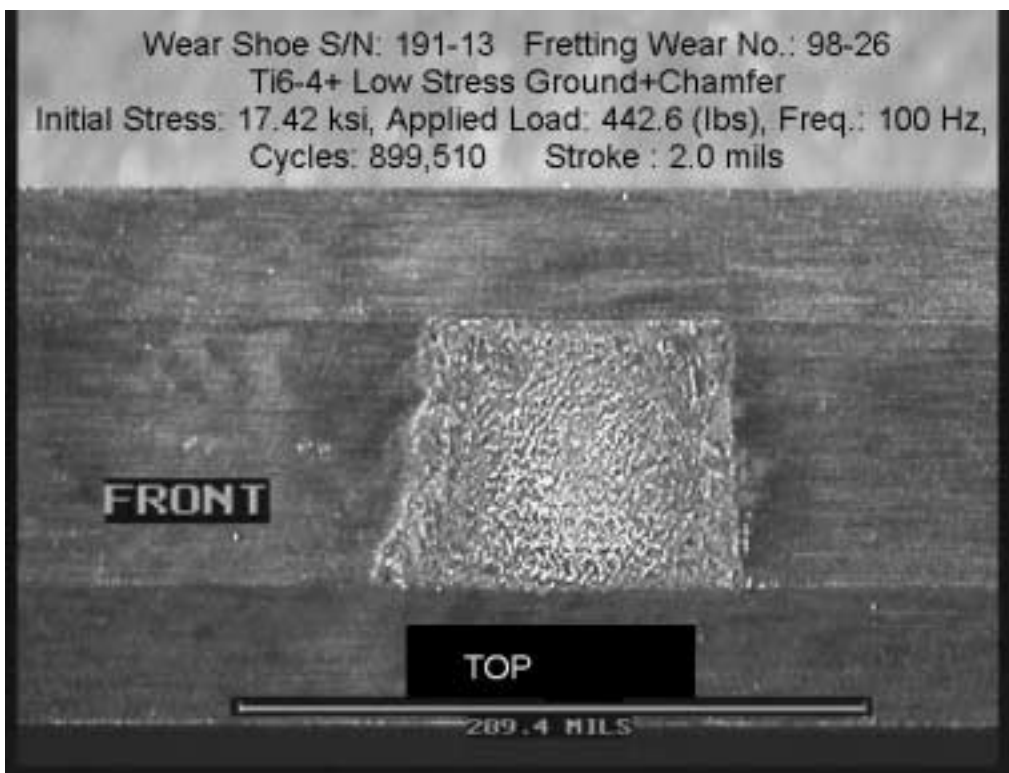 Wear Shoe S/N: 191-13 Fretting Wear No.: 98-26
Ti6-4+ Low Stress Ground+Chamfer
Initial Stress: 17.42 ksi, Applied Load: 442.6 (lbs), Freq.: 100 Hz,
Cycles: 899,510 Stroke : 2.0 mils
FRONT
TOP
289.4 MILS